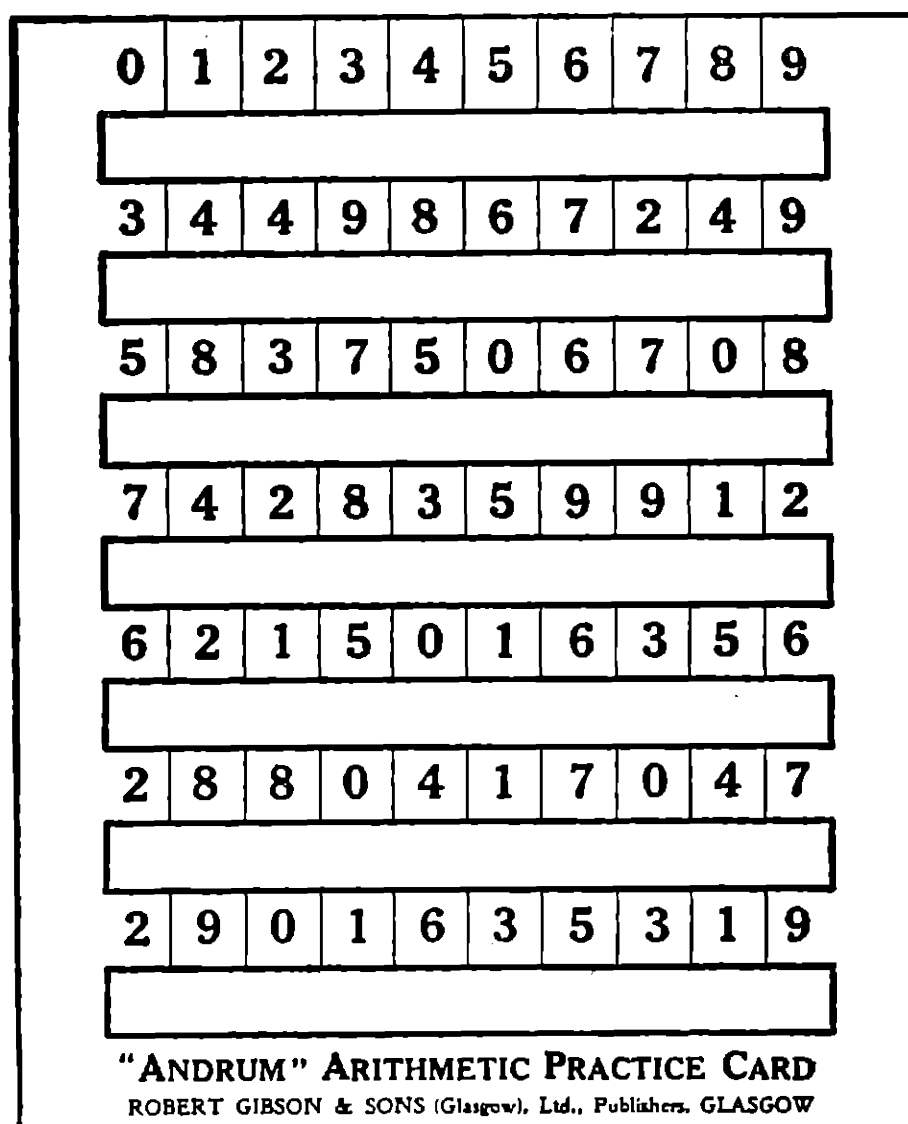 0 1 2 3 4 5 6 7 8 9
3 4 4 9 8 6 7 2 4 9
5 8 3 7 5 0 6 7 0 8
7 4 2 8 3 5 9 9 1 2
6 2 1 5 0 1 6 3 5 6
2 8 8 0 4 1 7 0 4 7
2 9 0 1 6 3 5 3 1 9
"ANDRUM" ARITHMETIC PRACTICE CARD
ROBERT GIBSON & SONS (Glasgow), Ltd., Publishers, GLASGOW